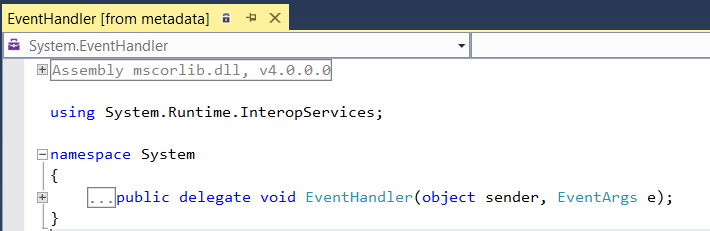 EventHandler [from metadata]
System.EventHandler
Assembly mscorlib.dll, v4.0.0.0
using System.Runtime.InteropServices;
namespace System
{
...public delegate void EventHandler(object sender, EventArgs e);
}